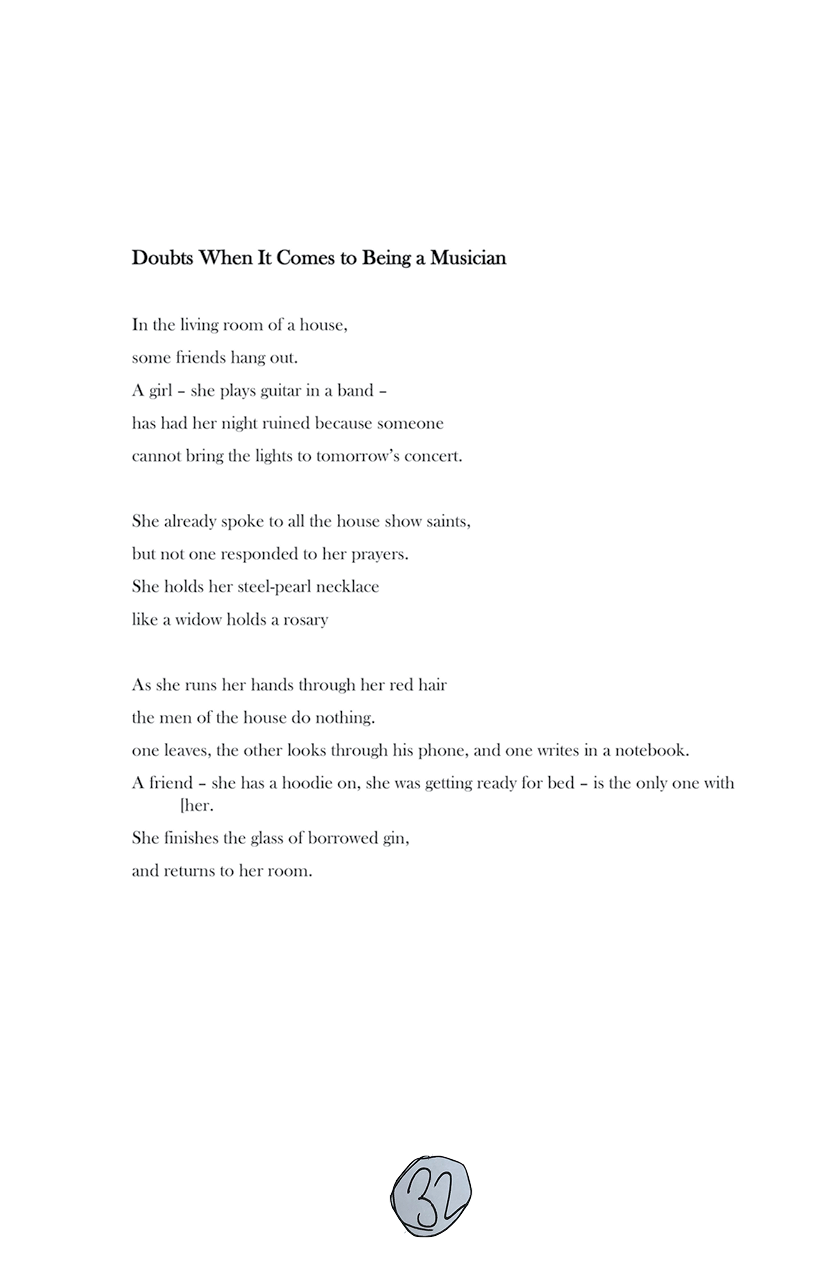 Doubts When It Comes to Being a Musician
In the living room of a house,
some friends hang out.
A girl – she plays guitar in a band –
has had her night ruined because someone
cannot bring the lights to tomorrow’s concert.
She already spoke to all the house show saints,
but not one responded to her prayers.
She holds her steel-pearl necklace
like a widow holds a rosary
As she runs her hands through her red hair
the men of the house do nothing.
one leaves, the other looks through his phone, and one writes in a notebook.
A friend – she has a hoodie on, she was getting ready for bed – is the only one with
[her.
She finishes the glass of borrowed gin,
and returns to her room.
32